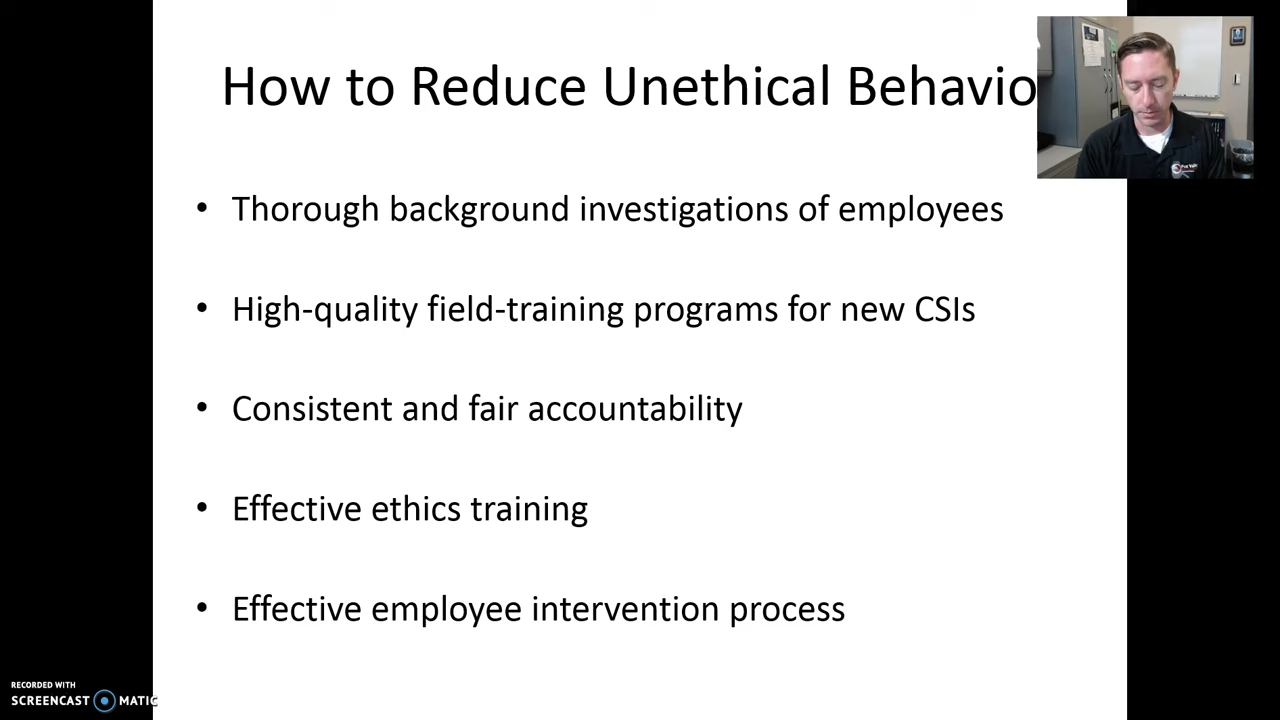 How to Reduce Unethical Behavio
Thorough background investigations of employees
High-quality field-training programs for new CSIs
Consistent and fair accountability
Effective ethics training
Effective employee intervention process
RECORDED WITH
SCREENCAST MATIC